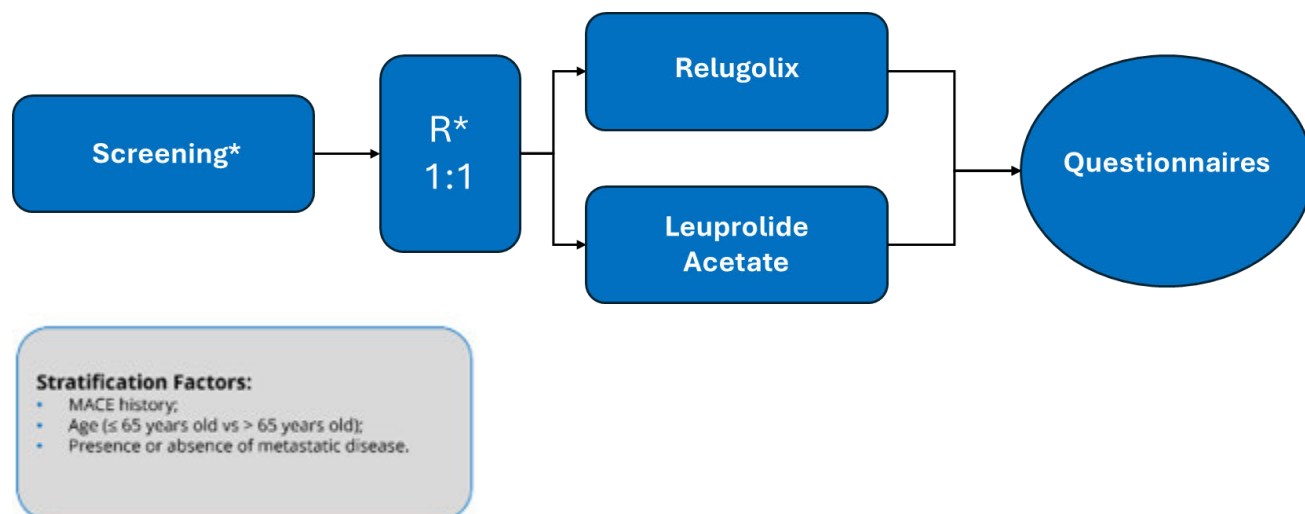 Screening*
R*
1:1
Relugolix
Leuprolide
Acetate
Questionnaires
Stratification Factors:
• MACE history;
• Age (≤ 65 years old vs > 65 years old);
• Presence or absence of metastatic disease.